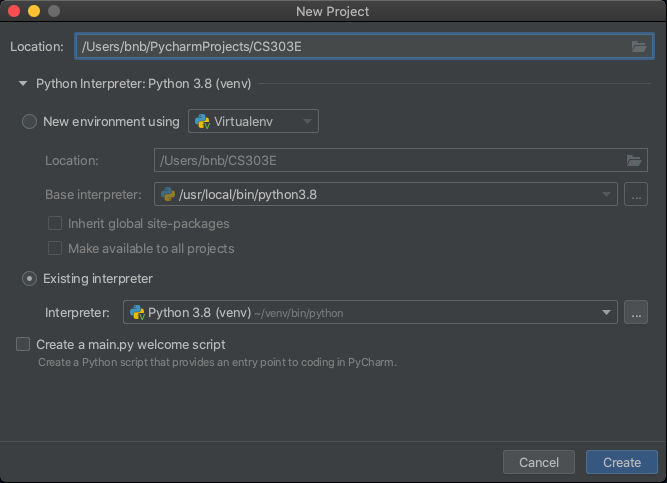 New Project
Location: /Users/bnb/PycharmProjects/CS303E
Python Interpreter: Python 3.8 (venv)
New environment using Virtualenv
Location: /Users/bnb/CS303E
Base interpreter: /usr/local/bin/python3.8 ...
Inherit global site-packages
Make available to all projects
Existing interpreter
Interpreter: Python 3.8 (venv) ~/venv/bin/python ...
Create a main.py welcome script
Create a Python script that provides an entry point to coding in PyCharm.
Cancel Create